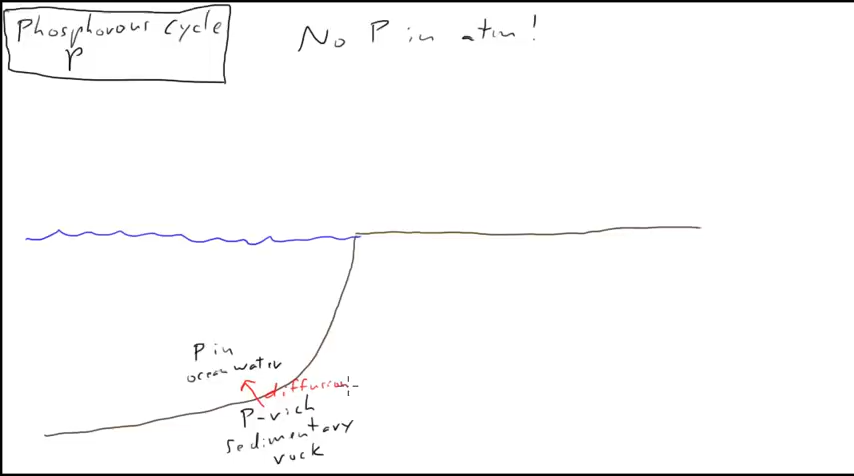 Phosphorous Cycle
P
No P in atm!
P in
ocean water
diffusion
P-rich
sedimentary
rock